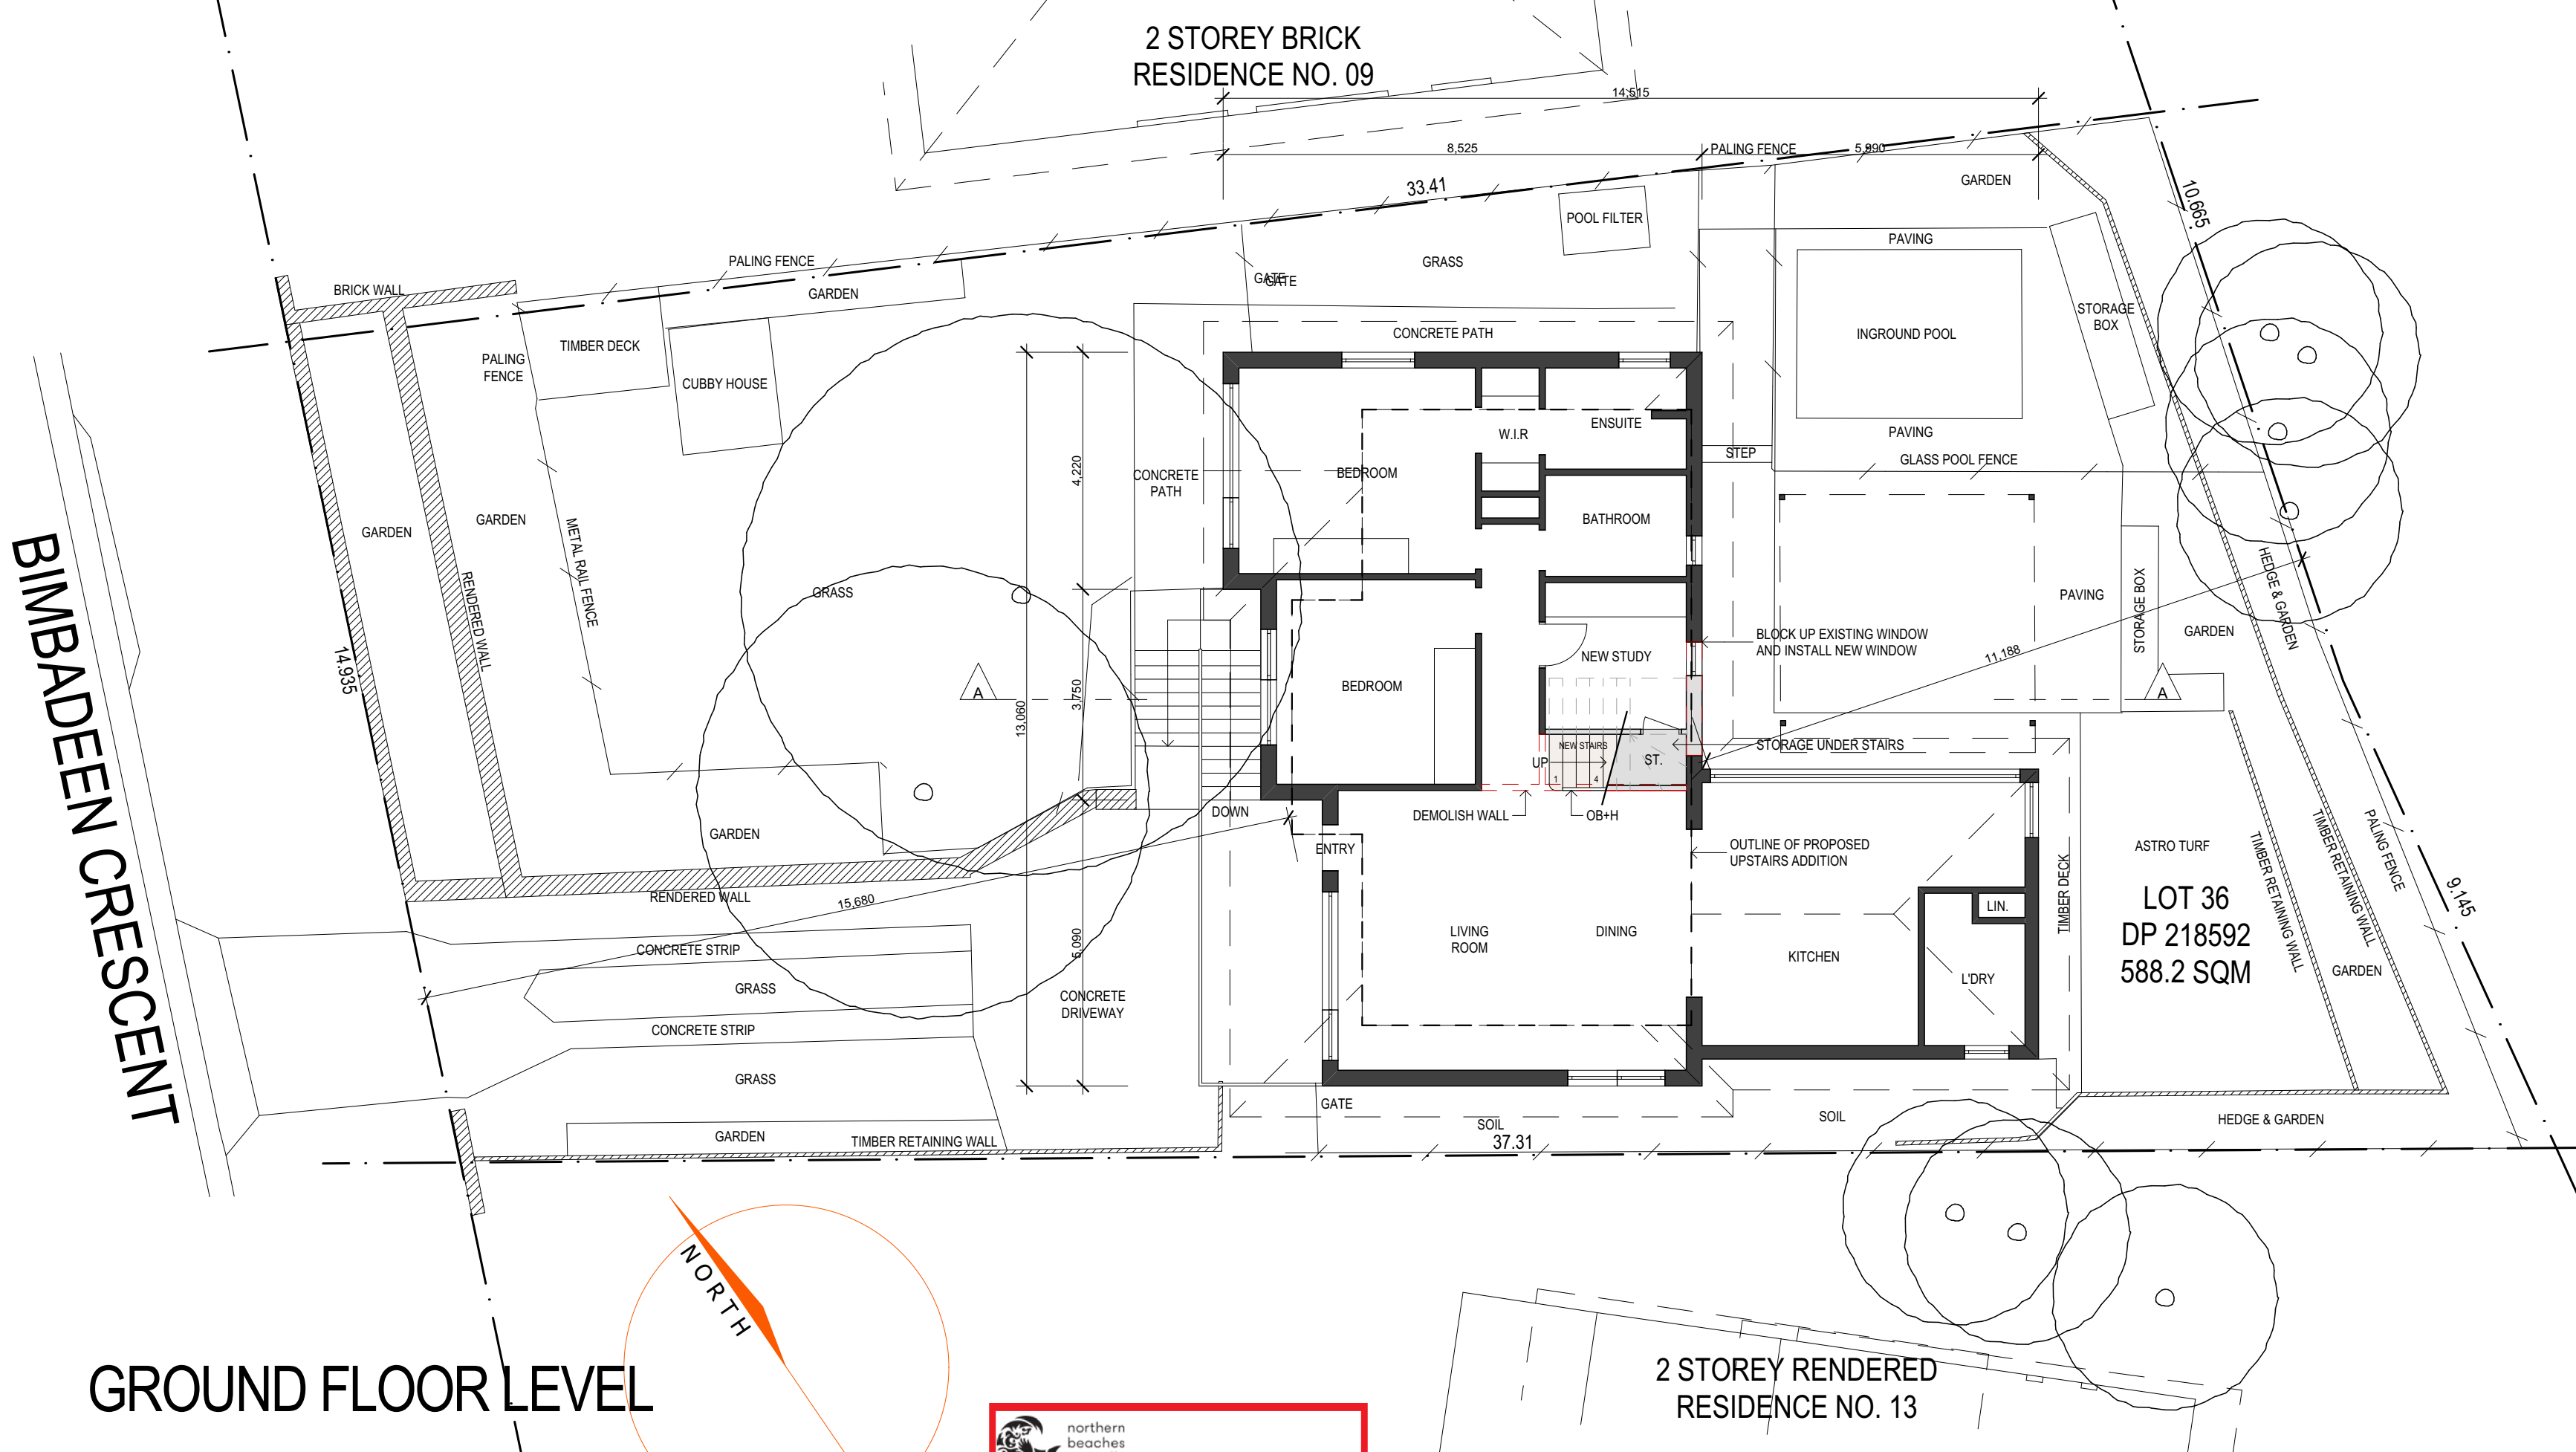 2 STOREY BRICK
RESIDENCE NO. 09
14,515
8,525
PALING FENCE
5,990
33.41
GARDEN
10.665
POOL FILTER
PAVING
PALING FENCE
GRASS
GATE
GATE
BRICK WALL
GARDEN
STORAGE
BOX
CONCRETE PATH
INGROUND POOL
TIMBER DECK
PALING
FENCE
CUBBY HOUSE
ENSUITE
W.I.R
PAVING
STEP
GLASS POOL FENCE
4,220
CONCRETE
PATH
BEDROOM
GARDEN
GARDEN
METAL RAIL FENCE
BATHROOM
BIMBADEEN CRESCENT
RENDERED WALL
GRASS
PAVING
STORAGE BOX
HEDGE & GARDEN
GARDEN
14.935
BLOCK UP EXISTING WINDOW
AND INSTALL NEW WINDOW
11,188
NEW STUDY
BEDROOM
A
3,750
13,060
A
NEW STAIRS
STORAGE UNDER STAIRS
UP
ST.
1
4
DOWN
DEMOLISH WALL
OB+H
GARDEN
ENTRY
OUTLINE OF PROPOSED
UPSTAIRS ADDITION
ASTRO TURF
TIMBER RETAINING WALL
TIMBER RETAINING WALL
PALING FENCE
TIMBER DECK
RENDERED WALL
15,680
LIN.
LOT 36
DP 218592
588.2 SQM
9.145
LIVING
ROOM
DINING
5,090
CONCRETE STRIP
KITCHEN
GARDEN
L'DRY
GRASS
CONCRETE
DRIVEWAY
CONCRETE STRIP
GRASS
GATE
SOIL
SOIL
HEDGE & GARDEN
GARDEN
TIMBER RETAINING WALL
37.31
NORTH
GROUND FLOOR LEVEL
2 STOREY RENDERED
RESIDENCE NO. 13
northern
beaches